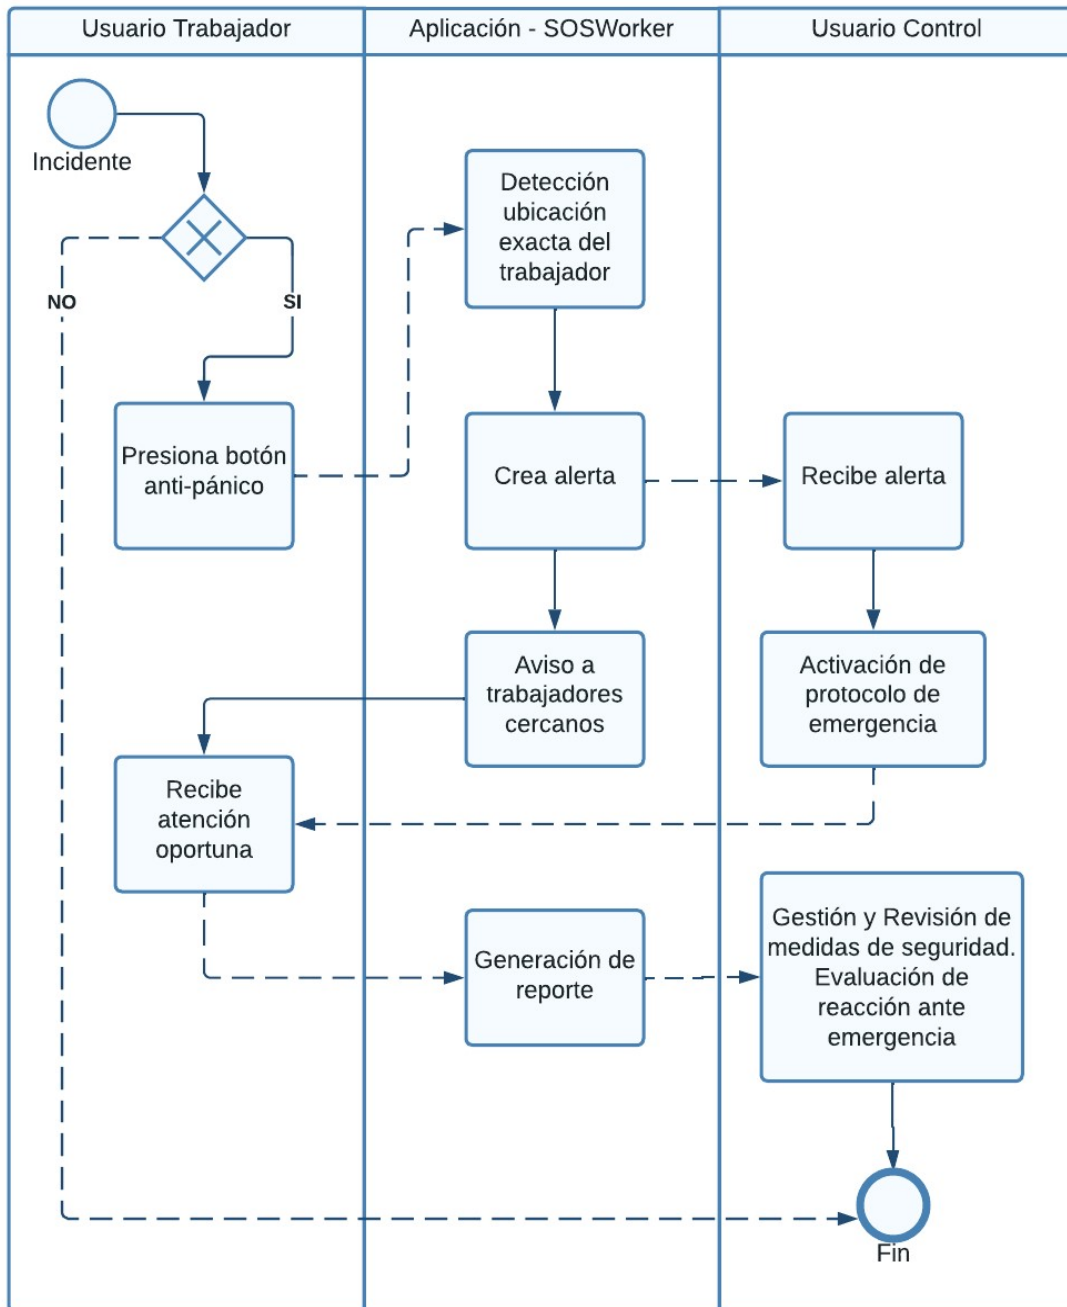 Usuario Trabajador
Aplicación - SOSWorker
Usuario Control
Incidente
NO
SI
Detección
ubicación
exacta del
trabajador
Presiona botón
anti-pánico
Crea alerta
Recibe alerta
Aviso a
trabajadores
cercanos
Activación de
protocolo de
emergencia
Recibe
atención
oportuna
Generación de
reporte
Gestión y Revisión de
medidas de seguridad.
Evaluación de
reacción ante
emergencia
Fin